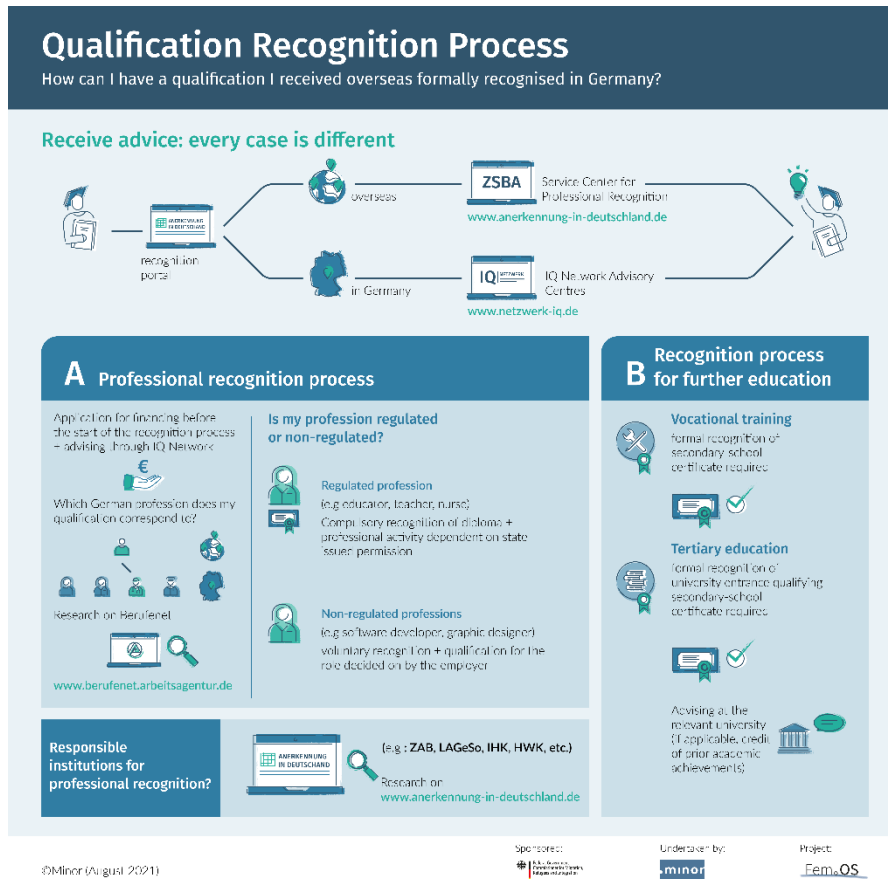 Qualification Recognition Process
How can I have a qualification I received overseas formally recognised in Germany?
Receive advice: every case is different
ANERKENNUNG
IN DEUTSCHLAND
recognition
portal
overseas
ZSBA
Service Center for
Professional Recognition
www.anerkennung-in-deutschland.de
in Germany
IQ NETZWERK
IQ Network Advisory
Centres
www.netzwerk-iq.de
A Professional recognition process
Application for financing before
the start of the recognition process
+ advising through IQ Network
€
Which German profession does my
qualification correspond to?
Research on Berufenet
www.berufenet.arbeitsagentur.de
Is my profession regulated
or non-regulated?
Regulated profession
(e.g educator, teacher, nurse)
Compulsory recognition of diploma +
professional activity dependent on state
issued permission
Non-regulated professions
(e.g software developer, graphic designer)
voluntary recognition + qualification for the
role decided on by the employer
B Recognition process
for further education
Vocational training
formal recognition of
secondary-school
certificate required
Tertiary education
formal recognition of
university entrance qualifying
secondary-school
certificate required
Advising at the
relevant university
(if applicable, credit
of prior academic
achievements)
Responsible
institutions for
professional recognition?
ANERKENNUNG
IN DEUTSCHLAND
(e.g : ZAB, LAGeSo, IHK, HWK, etc.)
Research on
www.anerkennung-in-deutschland.de
©Minor (August 2021)
Sponsored:
Undertaken by:
.minor
Project:
Fem.OS